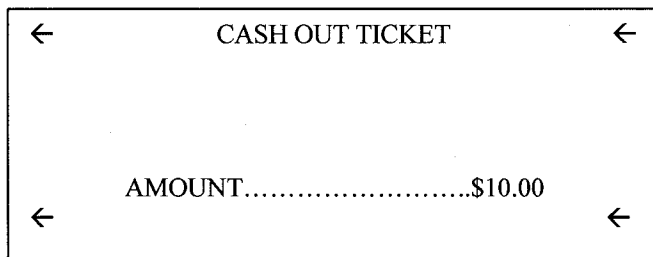 ← CASH OUT TICKET ←
AMOUNT……………………..$10.00
← ←